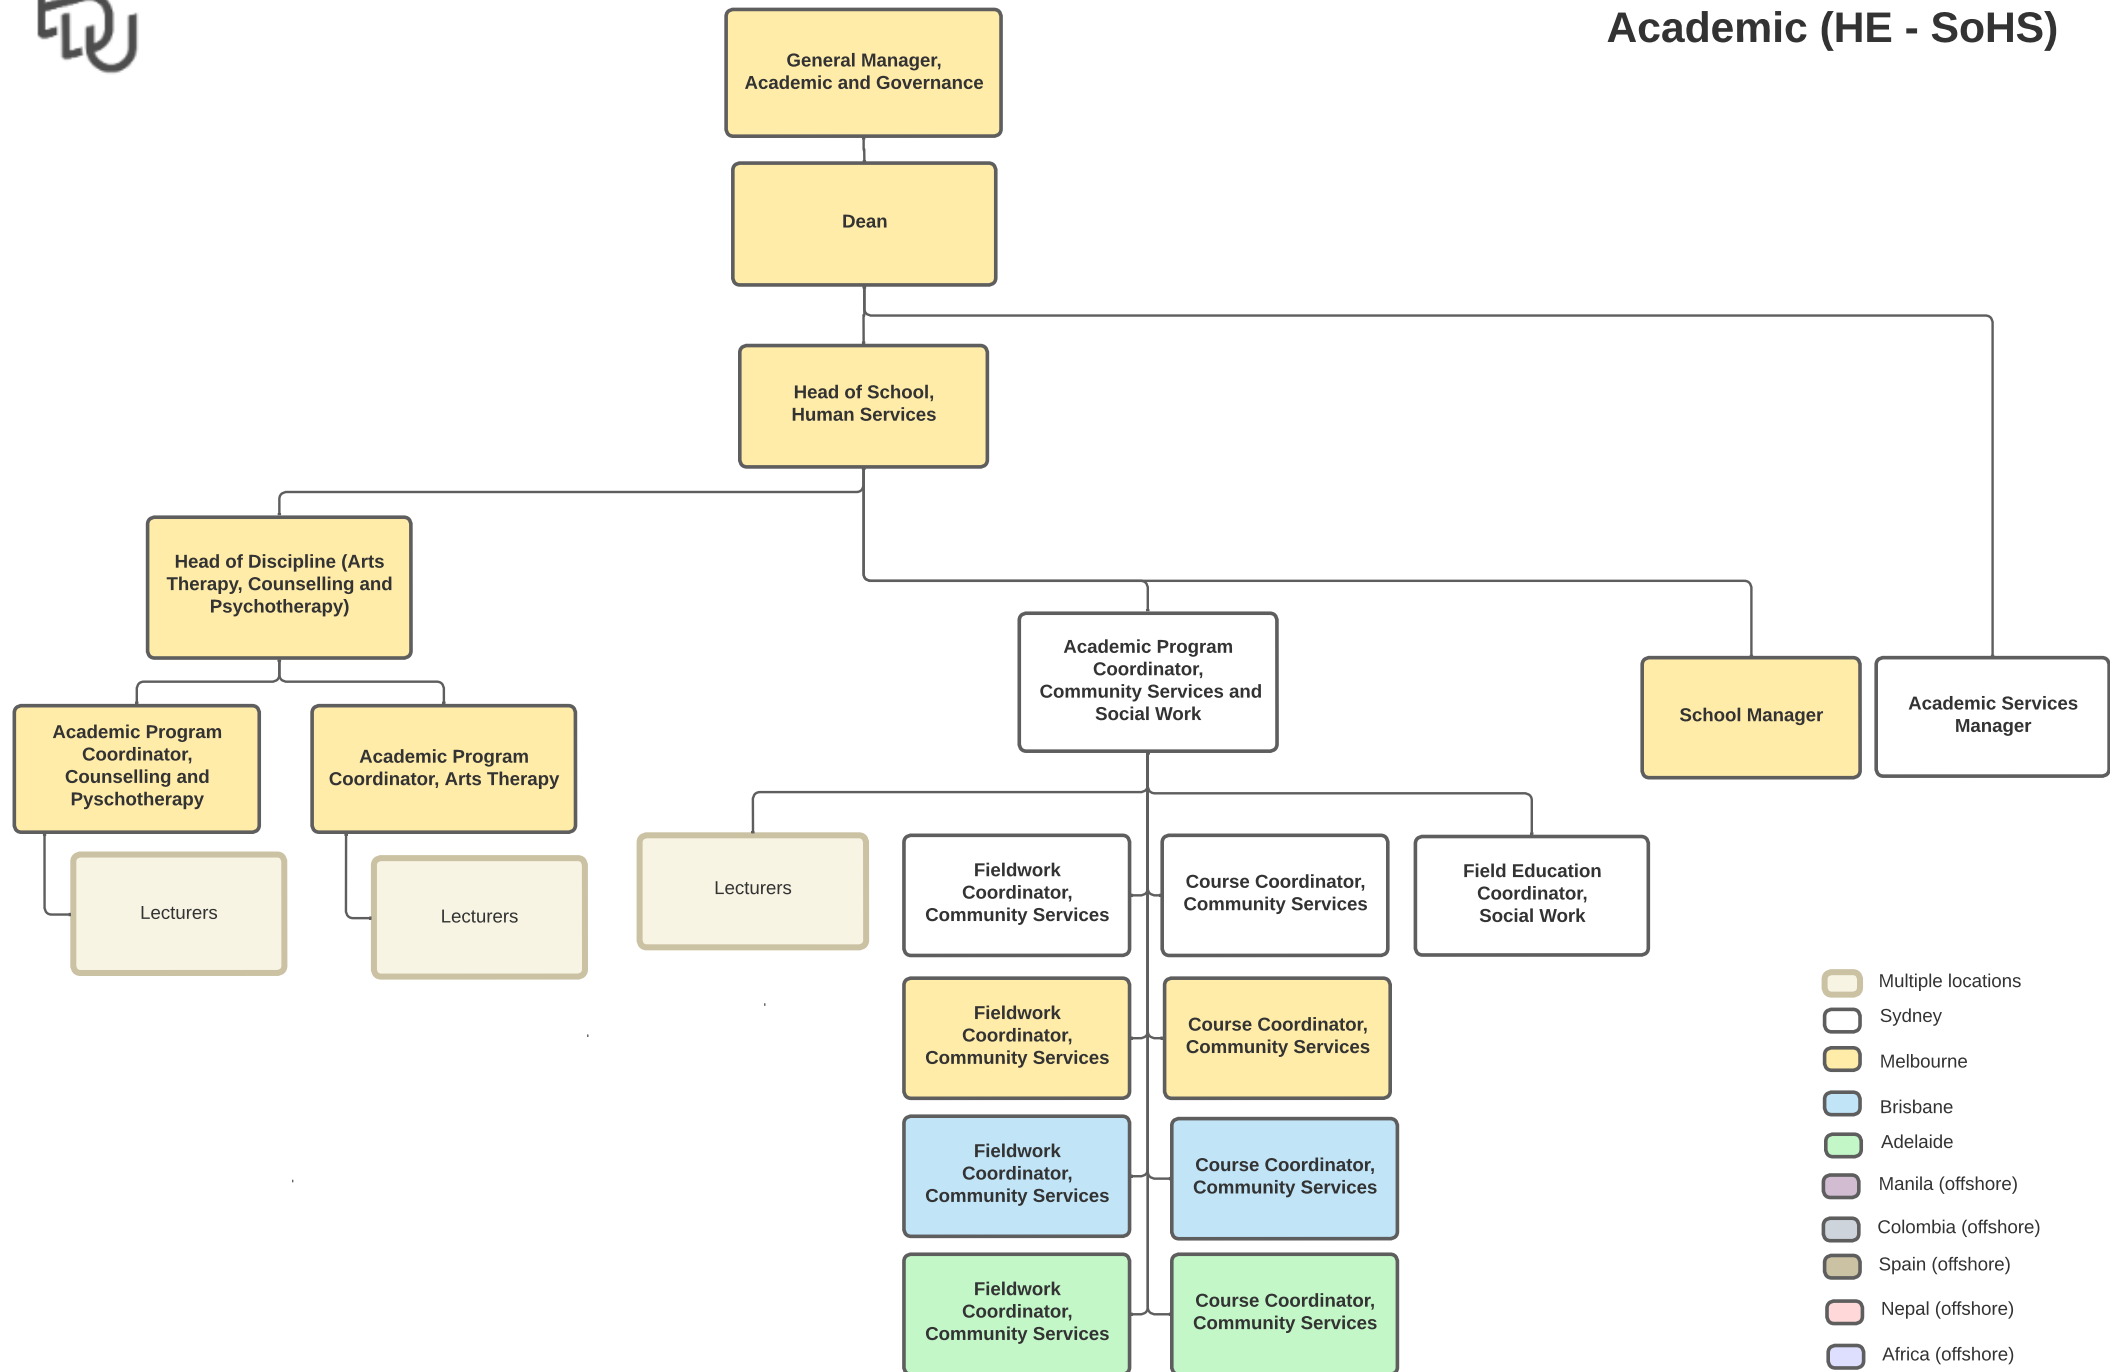 EDU
Academic (HE - SoHS)
General Manager,
Academic and Governance
Dean
Head of School,
Human Services
Head of Discipline (Arts
Therapy, Counselling and
Psychotherapy)
Academic Program
Coordinator,
Community Services and
Social Work
School Manager
Academic Services
Manager
Academic Program
Coordinator,
Counselling and
Pyschotherapy
Academic Program
Coordinator, Arts Therapy
Lecturers
Lecturers
Lecturers
Fieldwork
Coordinator,
Community Services
Course Coordinator,
Community Services
Field Education
Coordinator,
Social Work
Fieldwork
Coordinator,
Community Services
Course Coordinator,
Community Services
Fieldwork
Coordinator,
Community Services
Course Coordinator,
Community Services
Fieldwork
Coordinator,
Community Services
Course Coordinator,
Community Services
Multiple locations
Sydney
Melbourne
Brisbane
Adelaide
Manila (offshore)
Colombia (offshore)
Spain (offshore)
Nepal (offshore)
Africa (offshore)